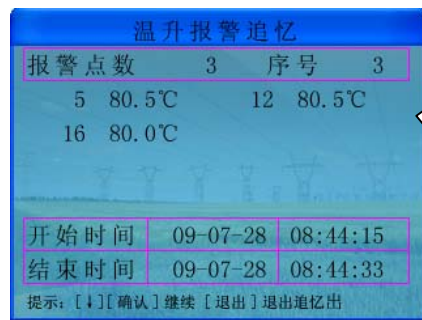 温升报警追忆
报警点数 3 序号 3
5 80.5℃ 12 80.5℃
16 80.0℃
开始时间 09-07-28 08:44:15
结束时间 09-07-28 08:44:33
提示：[↓][确认]继续 [退出]退出追忆出